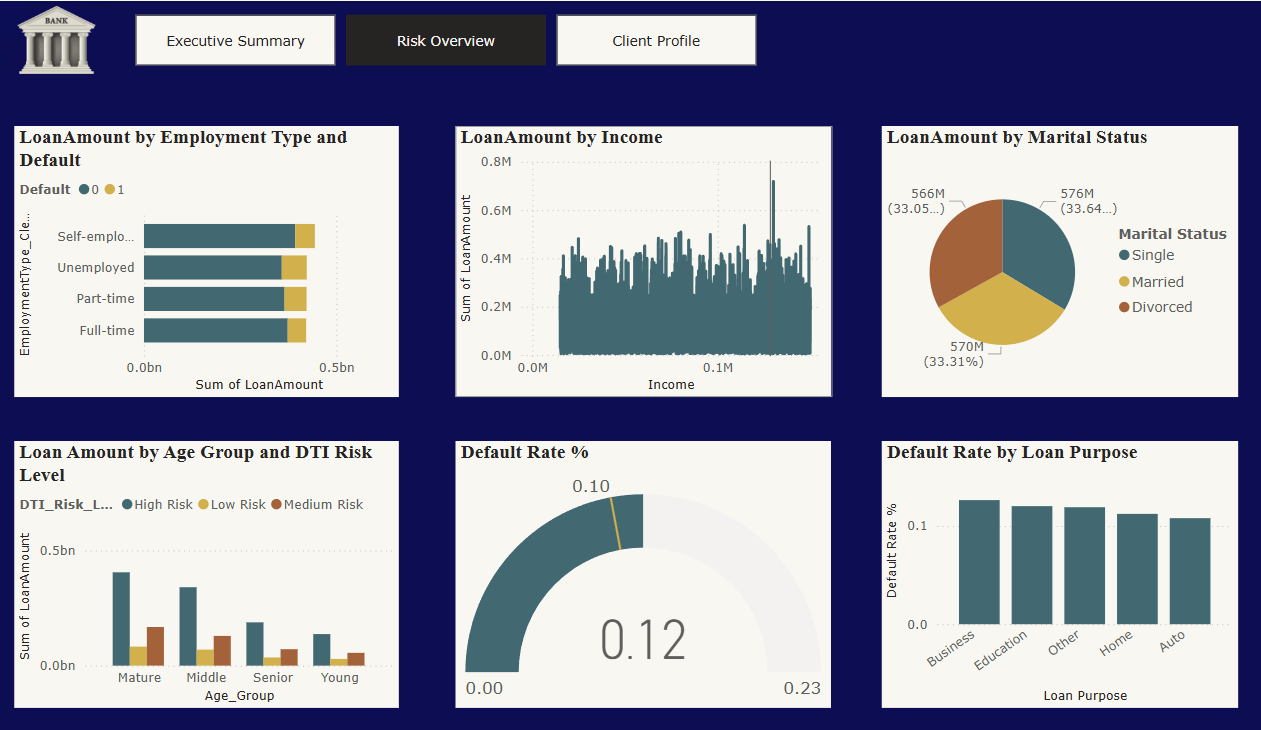 BANK
Executive Summary
Risk Overview
Client Profile
LoanAmount by Employment Type and
Default
Default 0 1
EmploymentType_Cle...
Self-emplo...
Unemployed
Part-time
Full-time
0.0bn 0.5bn
Sum of LoanAmount
LoanAmount by Income
Sum of LoanAmount
0.8M
0.6M
0.4M
0.2M
0.0M
0.0M 0.1M
Income
LoanAmount by Marital Status
566M
(33.05...)
576M
(33.64...)
570M
(33.31%)
Marital Status
Single
Married
Divorced
Loan Amount by Age Group and DTI Risk
Level
DTI_Risk_L... High Risk Low Risk Medium Risk
Sum of LoanAmount
0.5bn
0.0bn
Mature Middle Senior Young
Age_Group
Default Rate %
0.10
0.12
0.00 0.23
Default Rate by Loan Purpose
Default Rate %
0.1
0.0
Business Education Other Home Auto
Loan Purpose